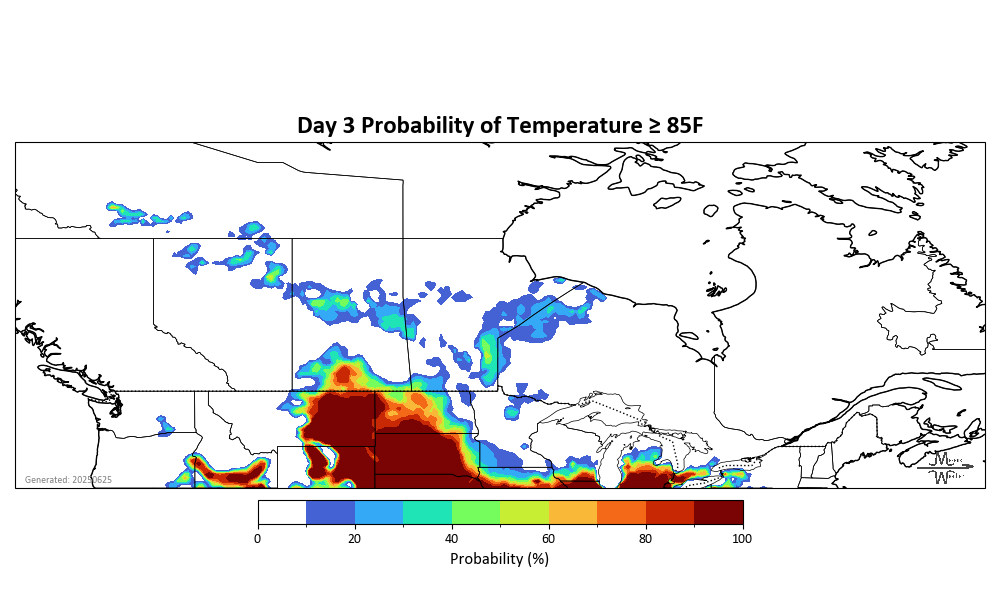 Day 3 Probability of Temperature ≥ 85F
Generated: 20250625
0 20 40 60 80 100
Probability (%)